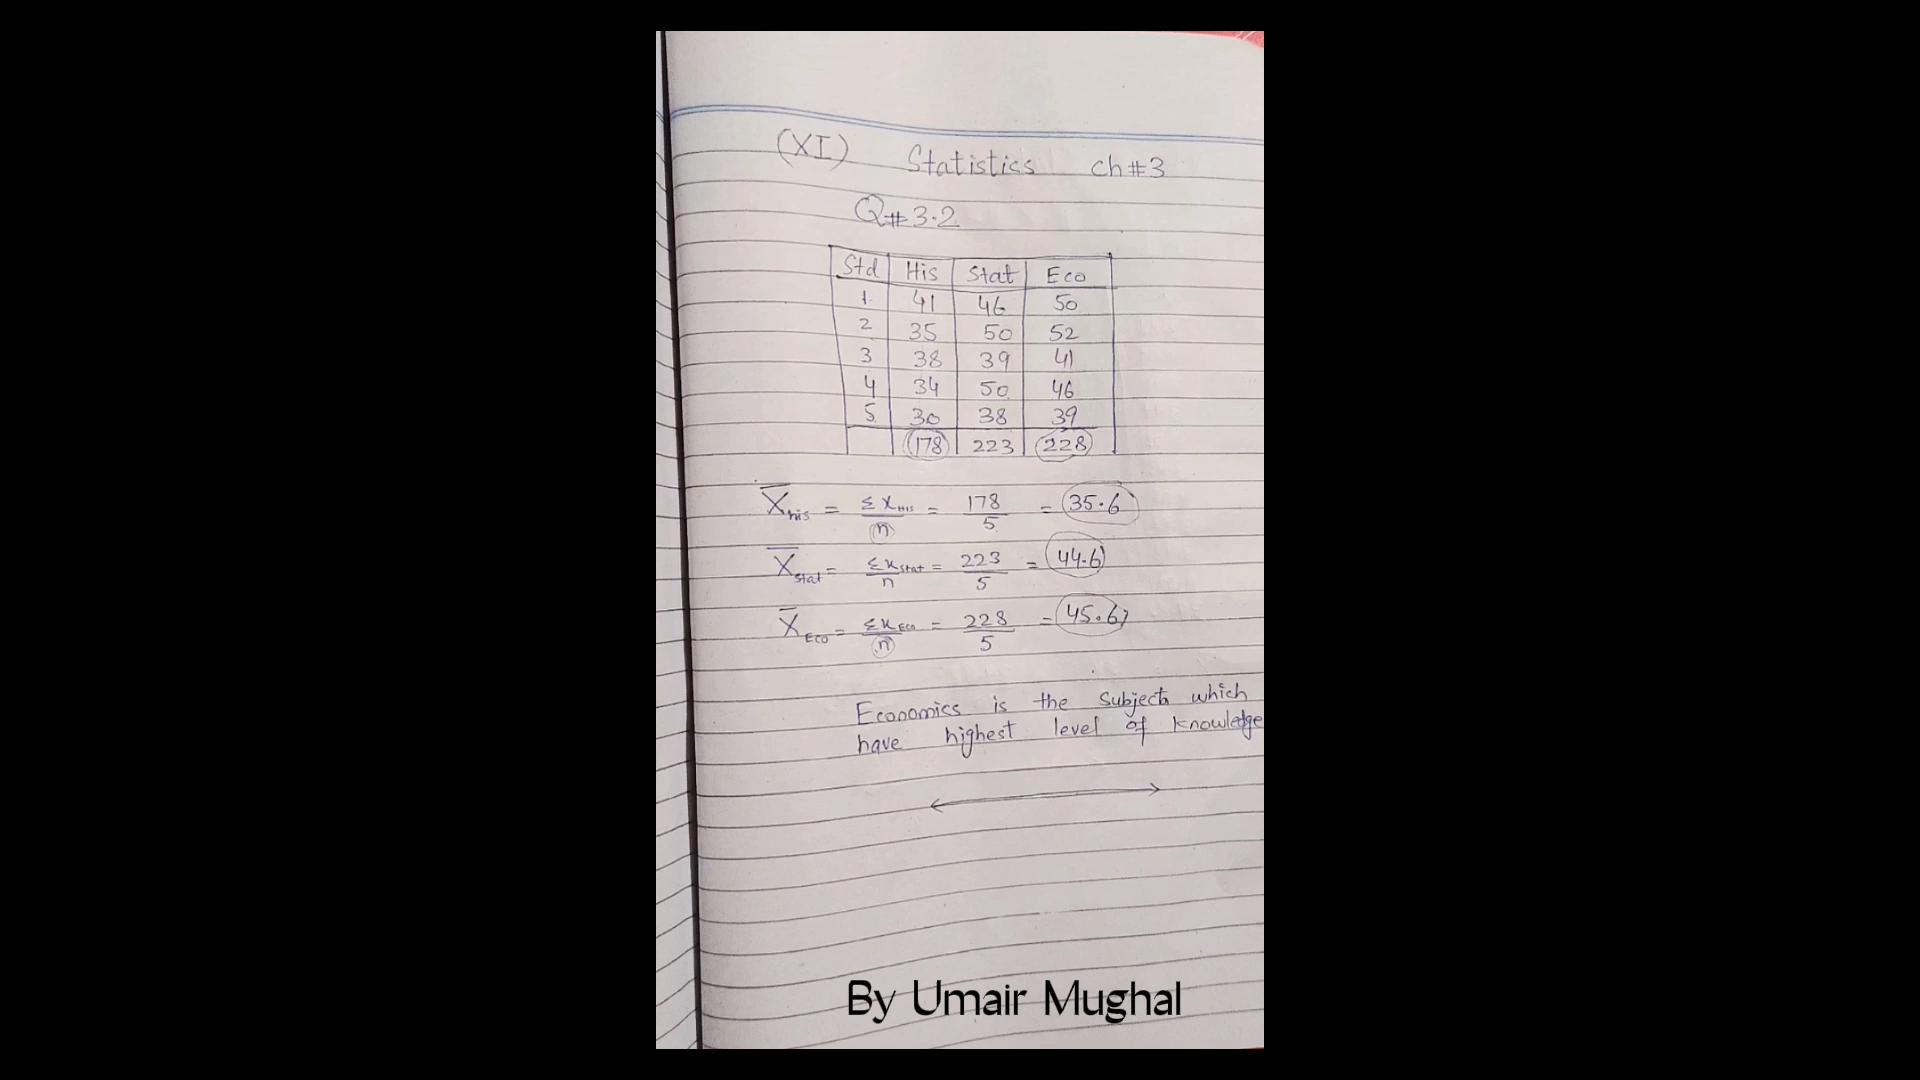 (XI) Statistics ch#3
Q#3.2
Std His Stat Eco
1 41 46 50
2 35 50 52
3 38 39 41
4 34 50 46
5 30 38 39
178 223 228
X̄his = ΣXHis/n = 178/5 = 35.6
X̄stat = Σxstat/n = 223/5 = 44.6
X̄Eco = ΣxEco/n = 228/5 = 45.6
Economics is the subject which
have highest level of knowledge
By Umair Mughal